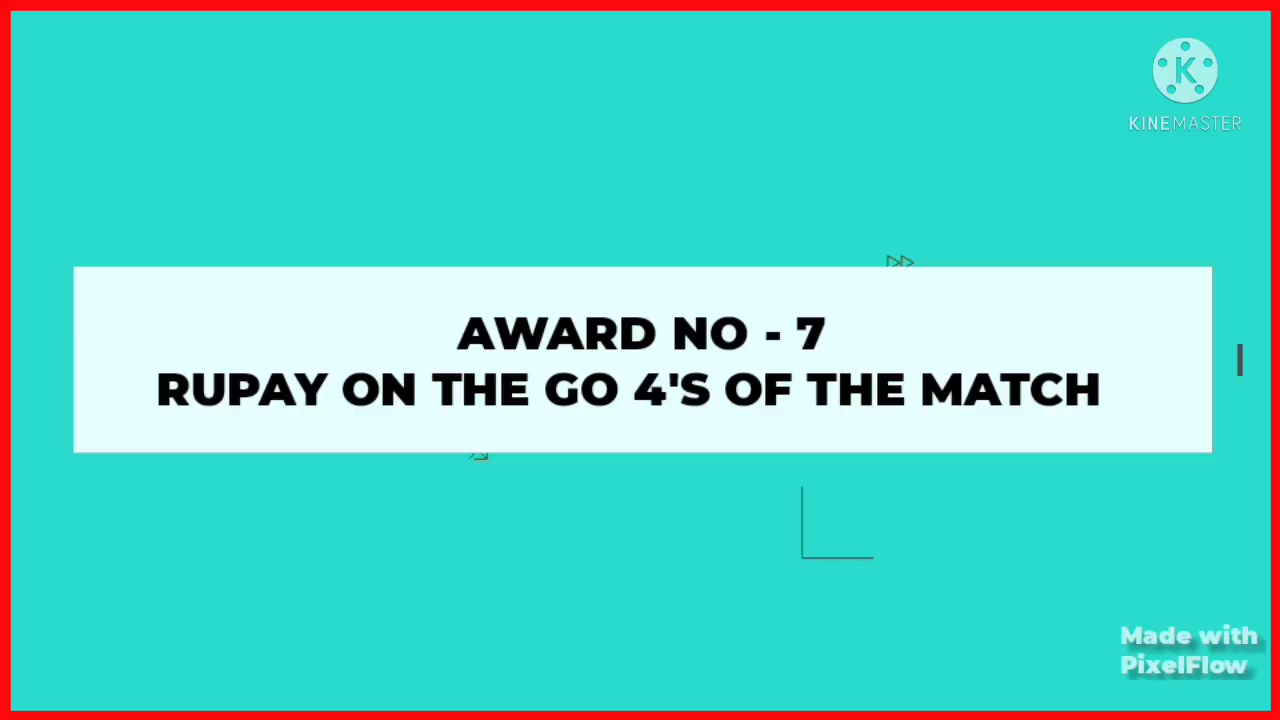 K
KINEMASTER
AWARD NO - 7
RUPAY ON THE GO 4'S OF THE MATCH
Made with
PixelFlow